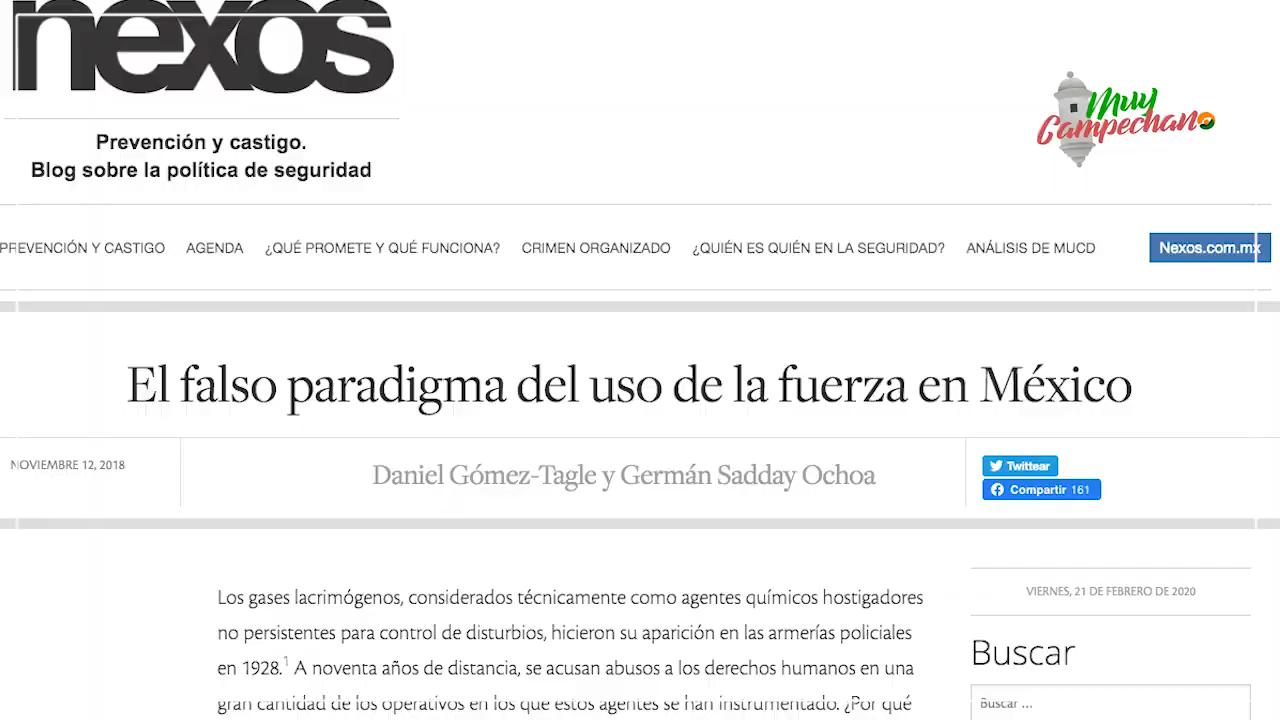 nexos
Muy
Campechano
Prevención y castigo.
Blog sobre la política de seguridad
PREVENCIÓN Y CASTIGO AGENDA ¿QUÉ PROMETE Y QUÉ FUNCIONA? CRIMEN ORGANIZADO ¿QUIÉN ES QUIÉN EN LA SEGURIDAD? ANÁLISIS DE MUCD Nexos.com.mx
El falso paradigma del uso de la fuerza en México
NOVIEMBRE 12, 2018
Daniel Gómez-Tagle y Germán Sadday Ochoa
Twittear
Compartir 161
Los gases lacrimógenos, considerados técnicamente como agentes químicos hostigadores
no persistentes para control de disturbios, hicieron su aparición en las armerías policiales
en 1928.1 A noventa años de distancia, se acusan abusos a los derechos humanos en una
gran cantidad de los operativos en los que estos agentes se han instrumentado. ¿Por qué
VIERNES, 21 DE FEBRERO DE 2020
Buscar
Buscar ...